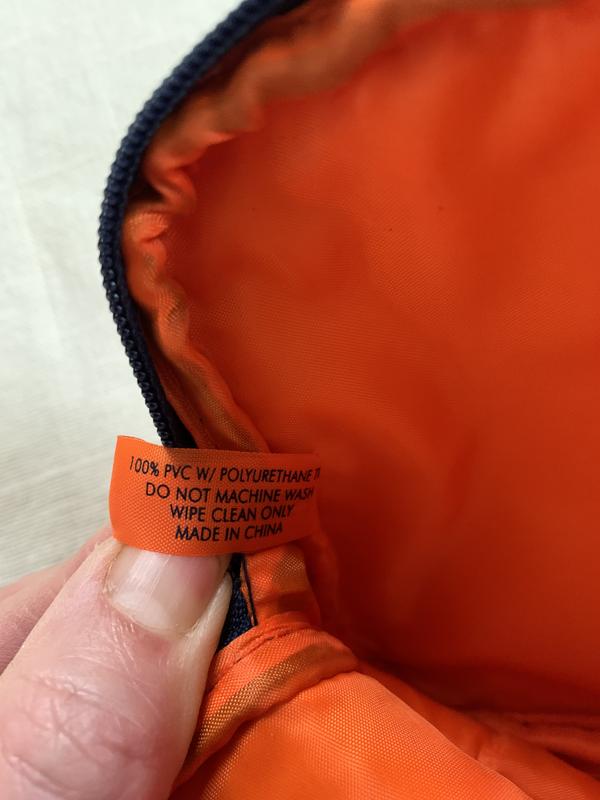 100% PVC W/ POLYURETHANE
DO NOT MACHINE WASH
WIPE CLEAN ONLY
MADE IN CHINA